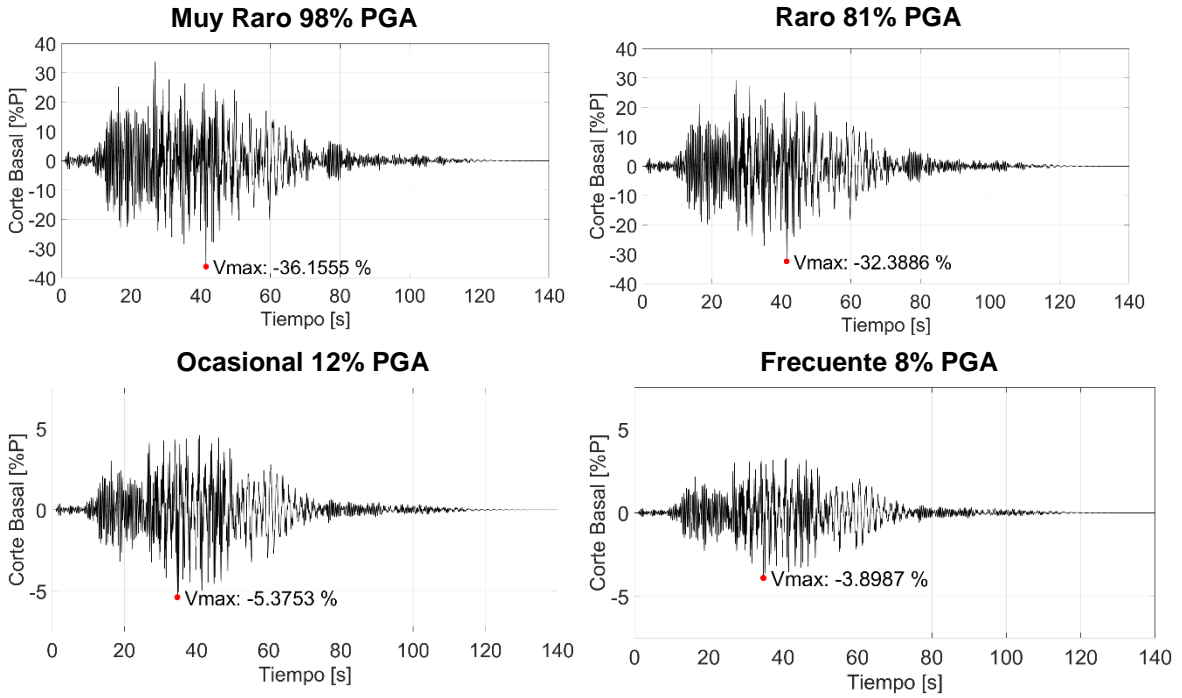 Muy Raro 98% PGA
Corte Basal [%P]
40
30
20
10
0
-10
-20
-30
-40
Vmax: -36.1555 %
0 20 40 60 80 100 120 140
Tiempo [s]
Raro 81% PGA
Corte Basal [%P]
40
30
20
10
0
-10
-20
-30
-40
Vmax: -32.3886 %
0 20 40 60 80 100 120 140
Tiempo [s]
Ocasional 12% PGA
Corte Basal [%P]
5
0
-5
Vmax: -5.3753 %
0 20 40 60 80 100 120 140
Tiempo [s]
Frecuente 8% PGA
Corte Basal [%P]
5
0
-5
Vmax: -3.8987 %
0 20 40 60 80 100 120 140
Tiempo [s]